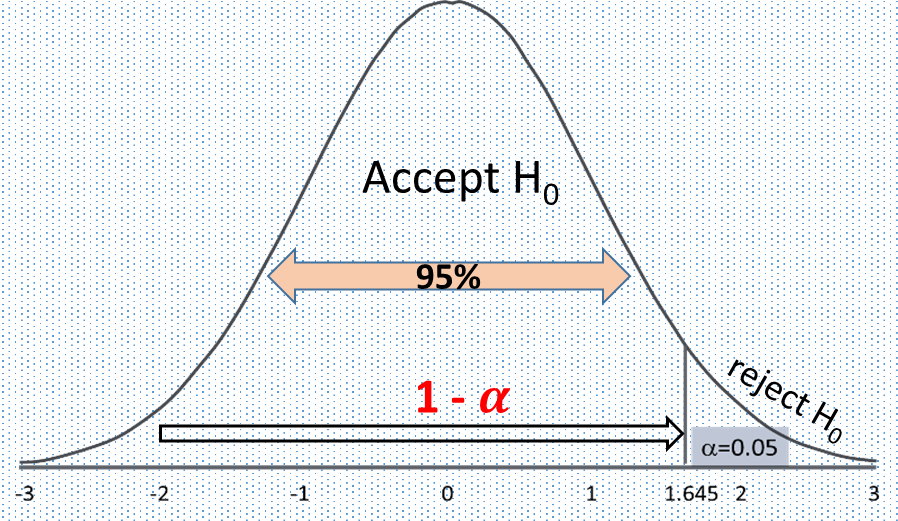 Accept H₀
95%
reject H₀
1 - α
α=0.05
-3 -2 -1 0 1 1.645 2 3